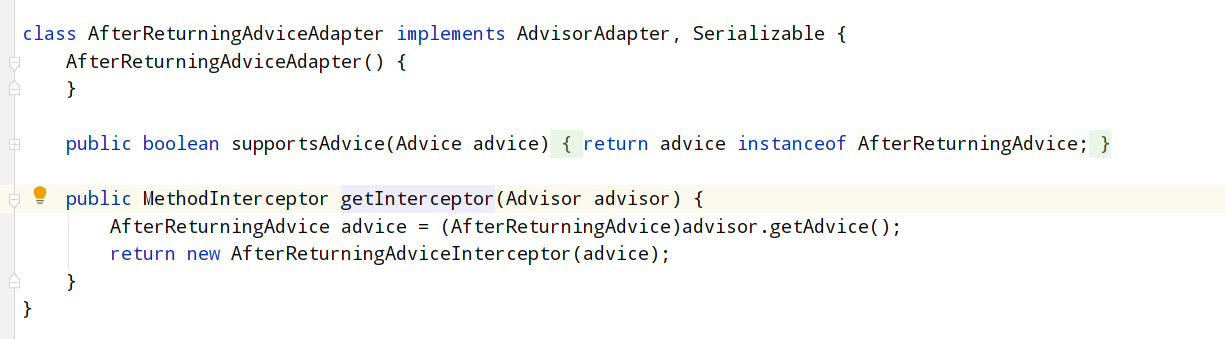 class AfterReturningAdviceAdapter implements AdvisorAdapter, Serializable {
    AfterReturningAdviceAdapter() {
    }
    public boolean supportsAdvice(Advice advice) { return advice instanceof AfterReturningAdvice; }
    public MethodInterceptor getInterceptor(Advisor advisor) {
        AfterReturningAdvice advice = (AfterReturningAdvice)advisor.getAdvice();
        return new AfterReturningAdviceInterceptor(advice);
    }
}